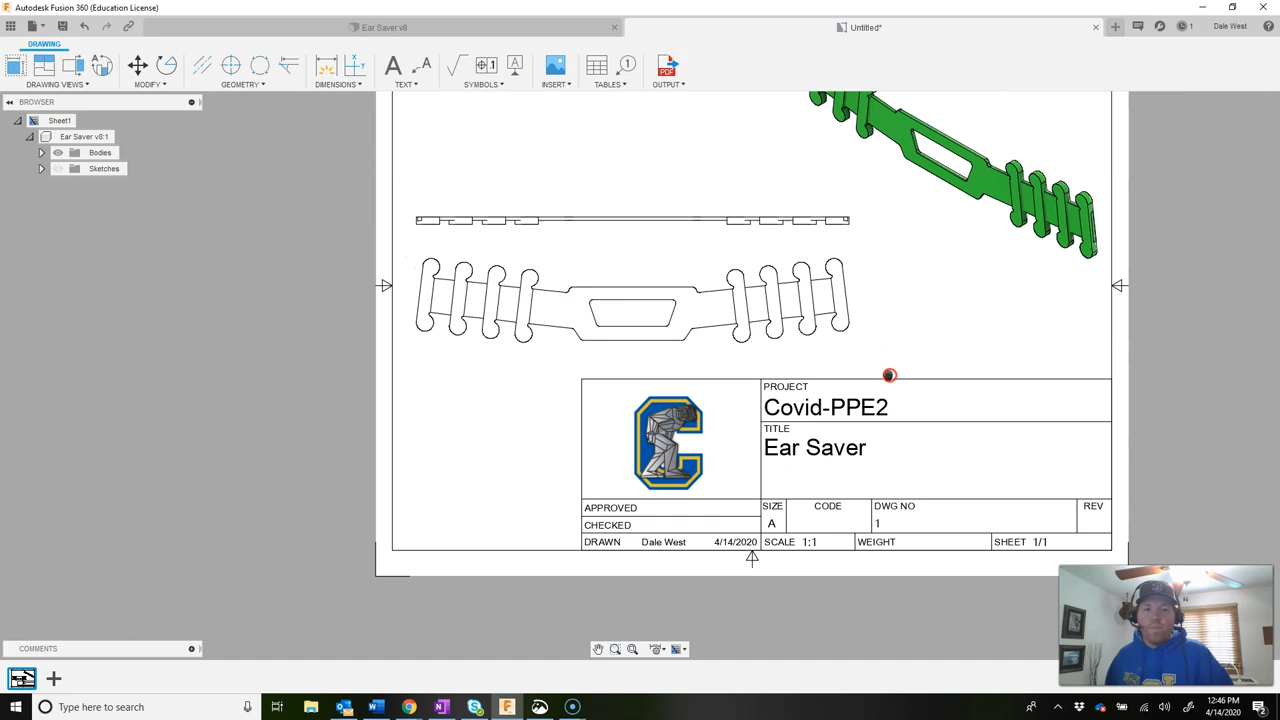 Autodesk Fusion 360 (Education License)
Ear Saver v8
Untitled*
1
Dale West
DRAWING
DRAWING VIEWS
MODIFY
GEOMETRY
DIMENSIONS
TEXT
SYMBOLS
INSERT
TABLES
OUTPUT
PDF
BROWSER
Sheet1
Ear Saver v8:1
Bodies
Sketches
PROJECT
Covid-PPE2
TITLE
Ear Saver
APPROVED
CHECKED
DRAWN Dale West 4/14/2020
SIZE
A
CODE
DWG NO
1
REV
SCALE 1:1
WEIGHT
SHEET 1/1
COMMENTS
Type here to search
12:46 PM
4/14/2020